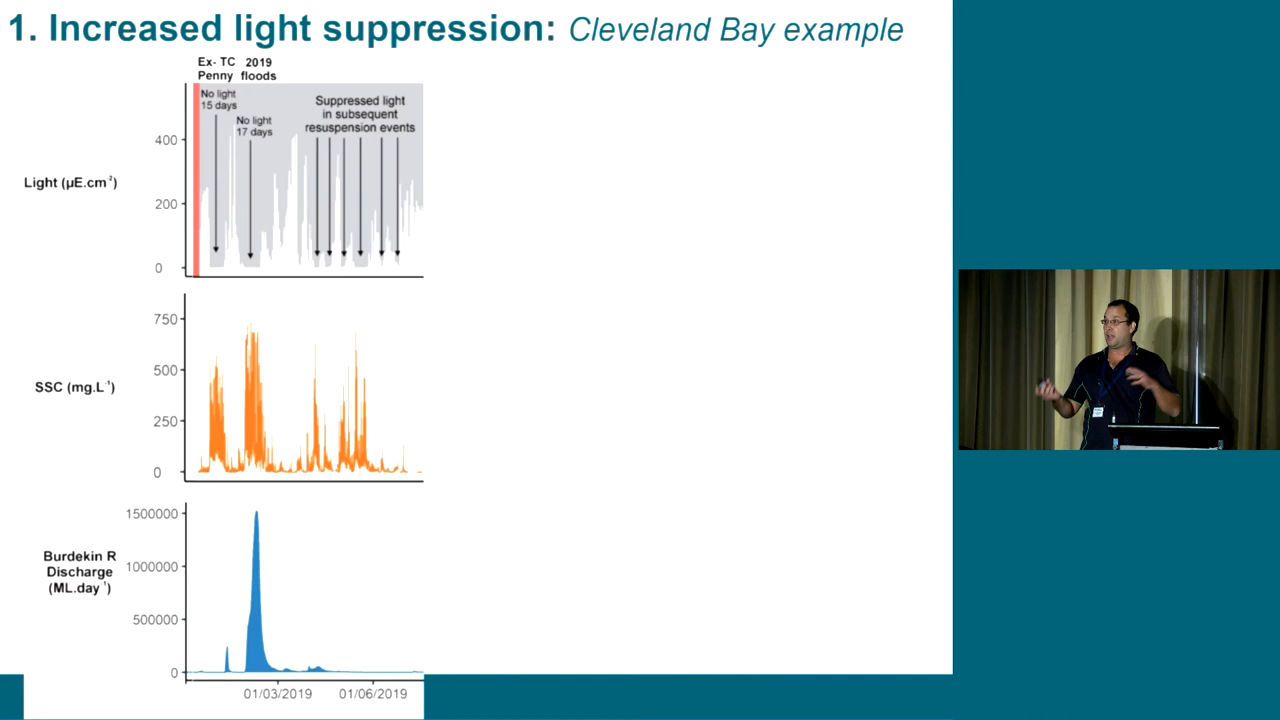 1. Increased light suppression: Cleveland Bay example
Ex- TC
Penny
2019
floods
No light
15 days
No light
17 days
Suppressed light
in subsequent
resuspension events
400
200
0
Light (µE.cm²)
750
500
250
0
SSC (mg.L⁻¹)
1500000
1000000
500000
0
Burdekin R
Discharge
(ML.day⁻¹)
01/03/2019
01/06/2019